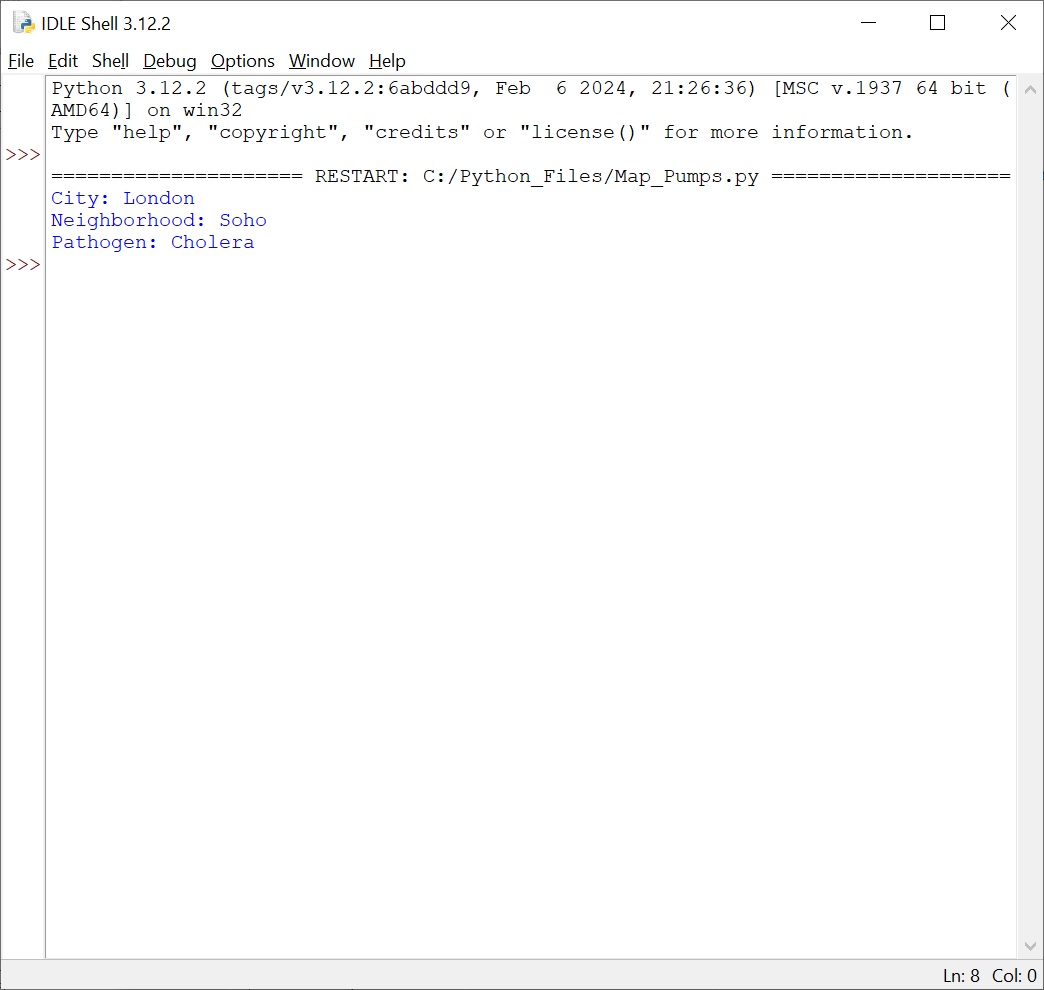 IDLE Shell 3.12.2
File Edit Shell Debug Options Window Help
Python 3.12.2 (tags/v3.12.2:6abddd9, Feb  6 2024, 21:26:36) [MSC v.1937 64 bit (
AMD64)] on win32
Type "help", "copyright", "credits" or "license()" for more information.
>>>
===================== RESTART: C:/Python_Files/Map_Pumps.py ====================
City: London
Neighborhood: Soho
Pathogen: Cholera
>>>
Ln: 8 Col: 0